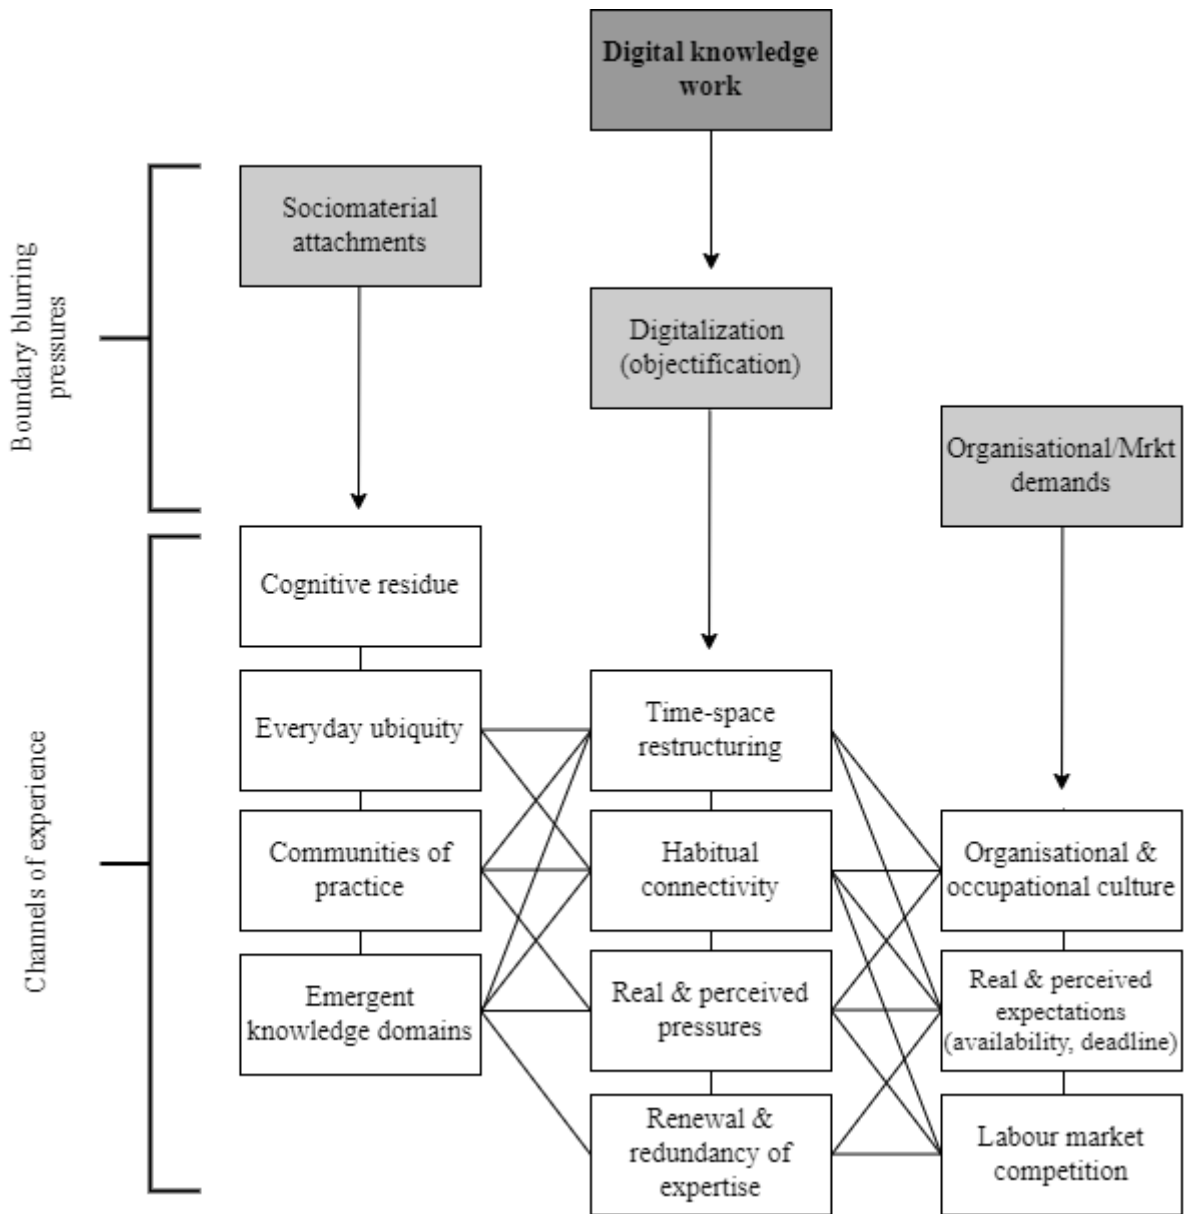 Digital knowledge
work
Boundary blurring
pressures
Sociomaterial
attachments
Digitalization
(objectification)
Organisational/Mrkt
demands
Channels of experience
Cognitive residue
Everyday ubiquity
Communities of
practice
Emergent
knowledge domains
Time-space
restructuring
Habitual
connectivity
Real & perceived
pressures
Renewal &
redundancy of
expertise
Organisational &
occupational culture
Real & perceived
expectations
(availability, deadline)
Labour market
competition